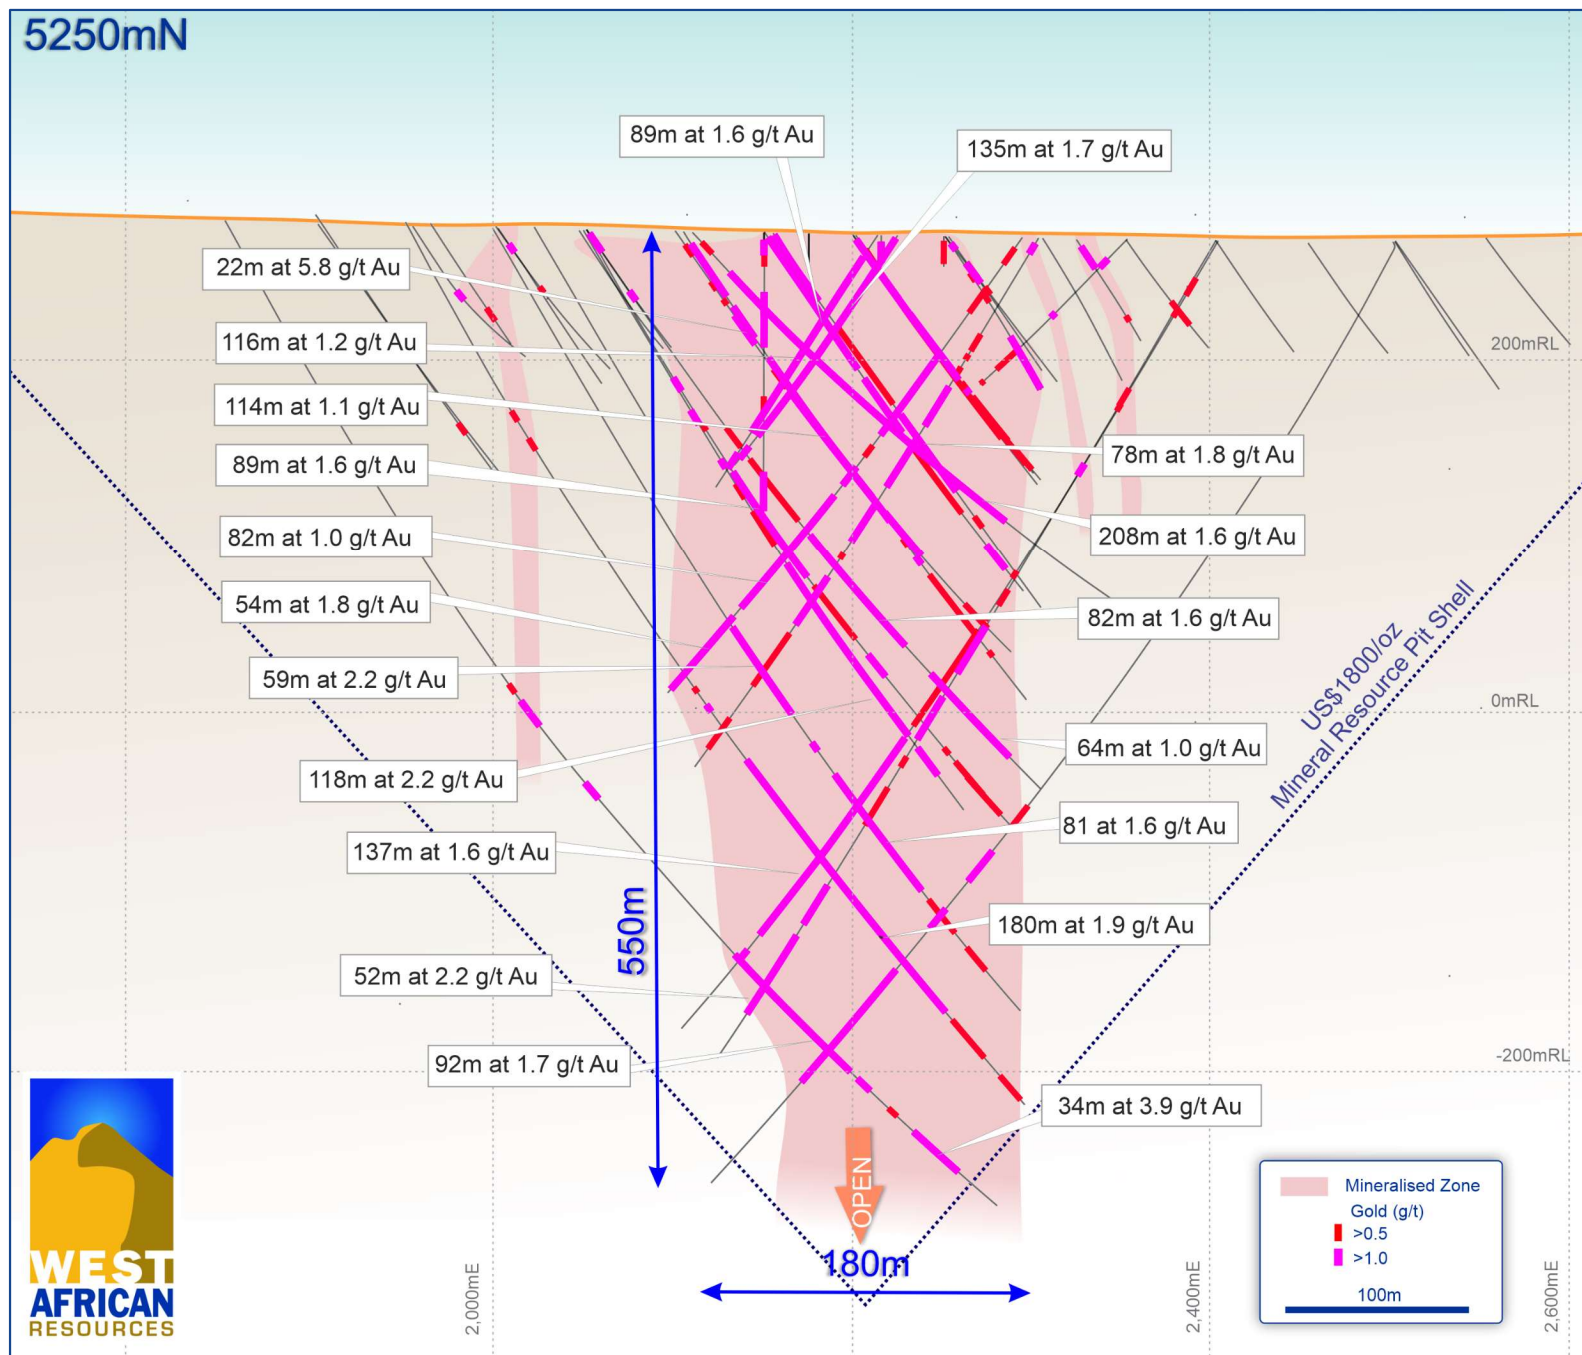 5250mN
89m at 1.6 g/t Au
135m at 1.7 g/t Au
22m at 5.8 g/t Au
116m at 1.2 g/t Au
200mRL
114m at 1.1 g/t Au
89m at 1.6 g/t Au
78m at 1.8 g/t Au
82m at 1.0 g/t Au
208m at 1.6 g/t Au
54m at 1.8 g/t Au
82m at 1.6 g/t Au
59m at 2.2 g/t Au
US$1800/oz
Mineral Resource Pit Shell
0mRL
64m at 1.0 g/t Au
118m at 2.2 g/t Au
81 at 1.6 g/t Au
137m at 1.6 g/t Au
180m at 1.9 g/t Au
550m
52m at 2.2 g/t Au
92m at 1.7 g/t Au
-200mRL
34m at 3.9 g/t Au
OPEN
180m
WEST
AFRICAN
RESOURCES
2,000mE
2,400mE
2,600mE
Mineralised Zone
Gold (g/t)
>0.5
>1.0
100m